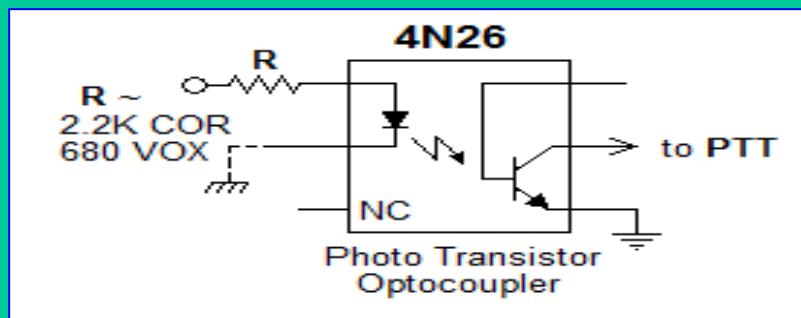 4N26
R
R ~
2.2K COR
680 VOX
to PTT
NC
Photo Transistor
Optocoupler